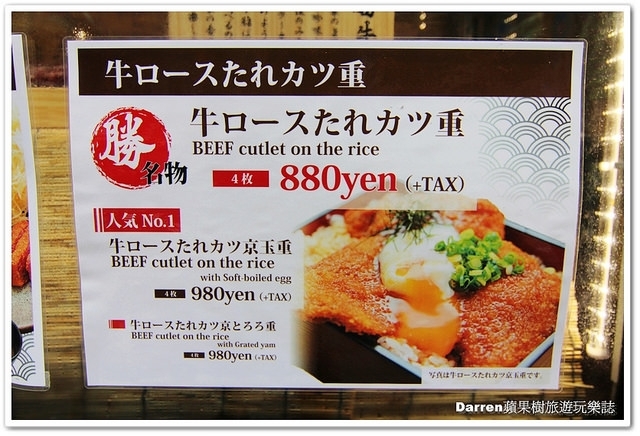 牛ロースたれカツ重
勝
名物
牛ロースたれカツ重
BEEF cutlet on the rice
4枚 880yen (+TAX)
人気 No.1
牛ロースたれカツ京玉重
BEEF cutlet on the rice
with Soft-boiled egg
4枚 980yen (+TAX)
牛ロースたれカツ京とろろ重
BEEF cutlet on the rice
with Grated yam
4枚 980yen (+TAX)
写真は牛ロースたれカツ京玉重です。
Darren蘋果樹旅遊玩樂誌